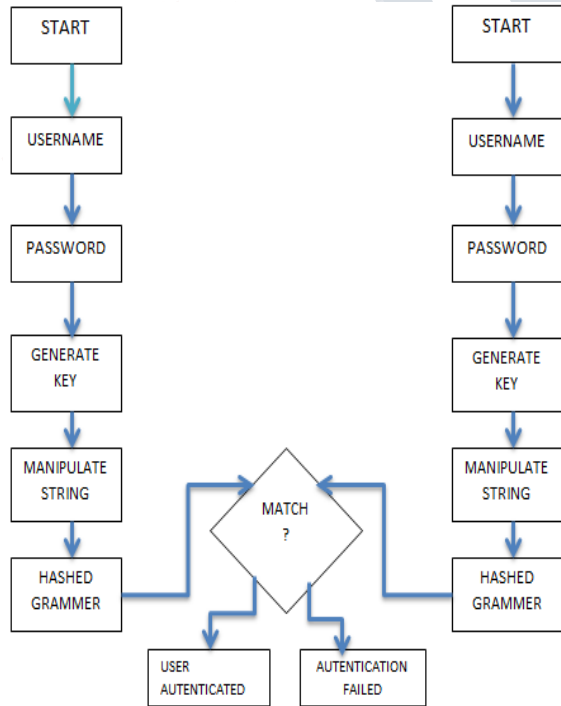 START
USERNAME
PASSWORD
GENERATE
KEY
MANIPULATE
STRING
HASHED
GRAMMER
MATCH
?
USER
AUTENTICATED
AUTENTICATION
FAILED
START
USERNAME
PASSWORD
GENERATE
KEY
MANIPULATE
STRING
HASHED
GRAMMER